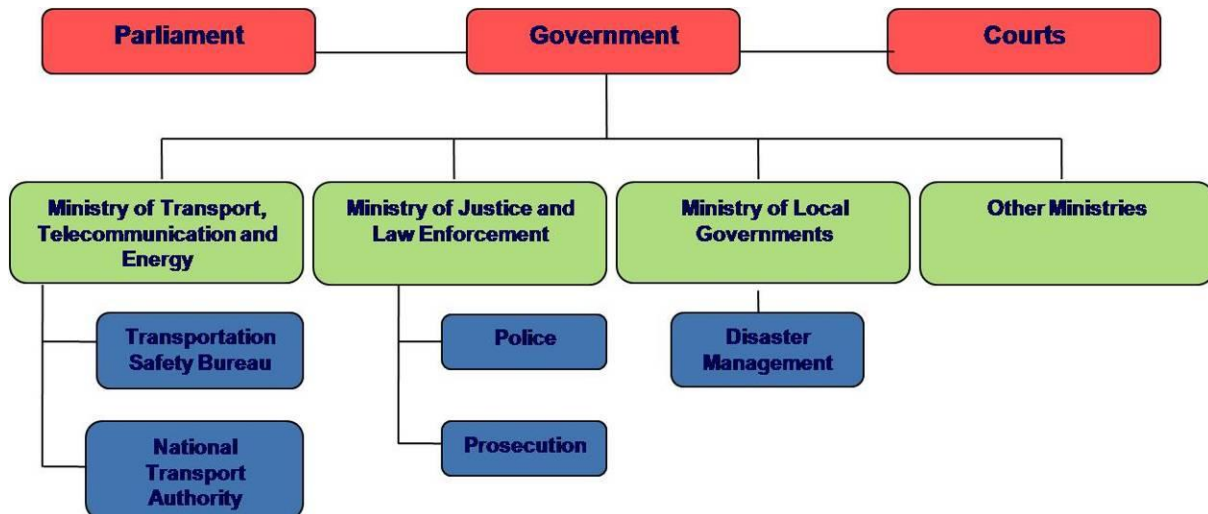 Parliament
Government
Courts
Ministry of Transport,
Telecommunication and
Energy
Ministry of Justice and
Law Enforcement
Ministry of Local
Governments
Other Ministries
Transportation
Safety Bureau
Police
Disaster
Management
National
Transport
Authority
Prosecution